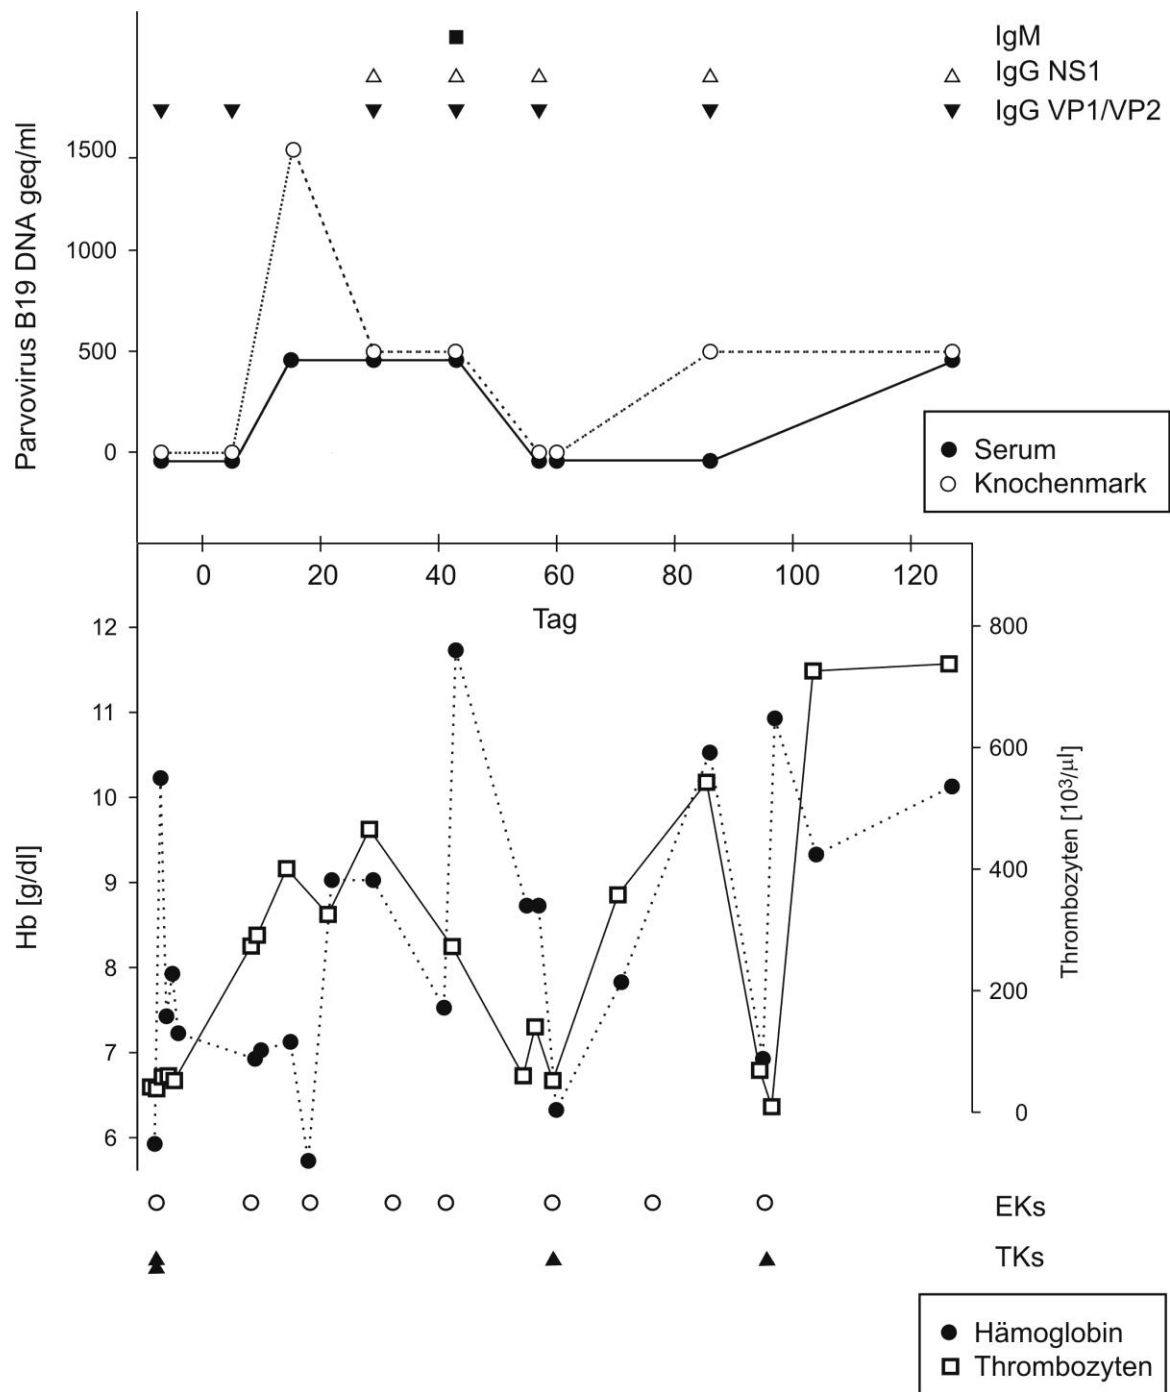 IgM
IgG NS1
IgG VP1/VP2
Parvovirus B19 DNA geq/ml
1500
1000
500
0
Serum
Knochenmark
0 20 40 60 80 100 120
Tag
Hb [g/dl]
12
11
10
9
8
7
6
800
600
400
200
0
Thrombozyten [10³/µl]
EKs
TKs
Hämoglobin
Thrombozyten